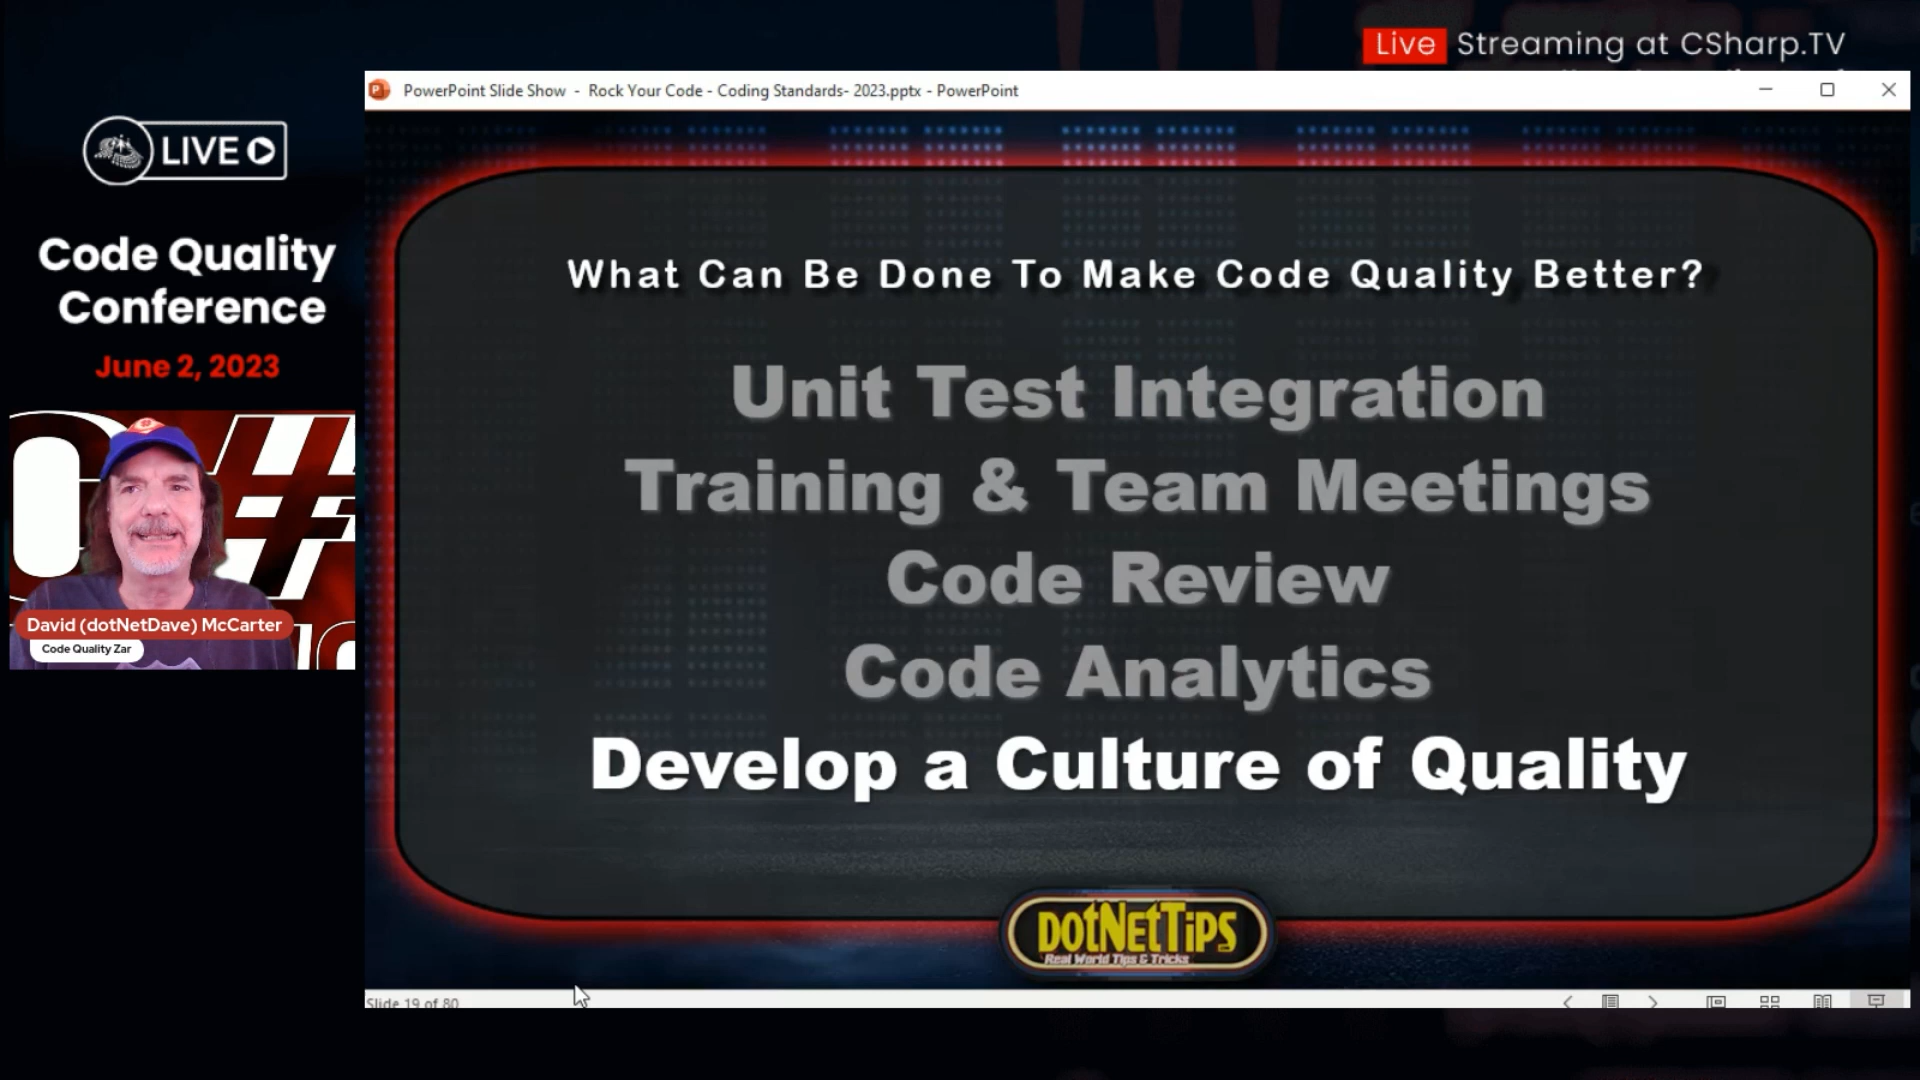 Live Streaming at CSharp.TV
PowerPoint Slide Show - Rock Your Code - Coding Standards- 2023.pptx - PowerPoint
LIVE
Code Quality
Conference
June 2, 2023
David (dotNetDave) McCarter
Code Quality Zar
What Can Be Done To Make Code Quality Better?
Unit Test Integration
Training & Team Meetings
Code Review
Code Analytics
Develop a Culture of Quality
dotNetTips
Real World Tips & Tricks
Slide 19 of 80